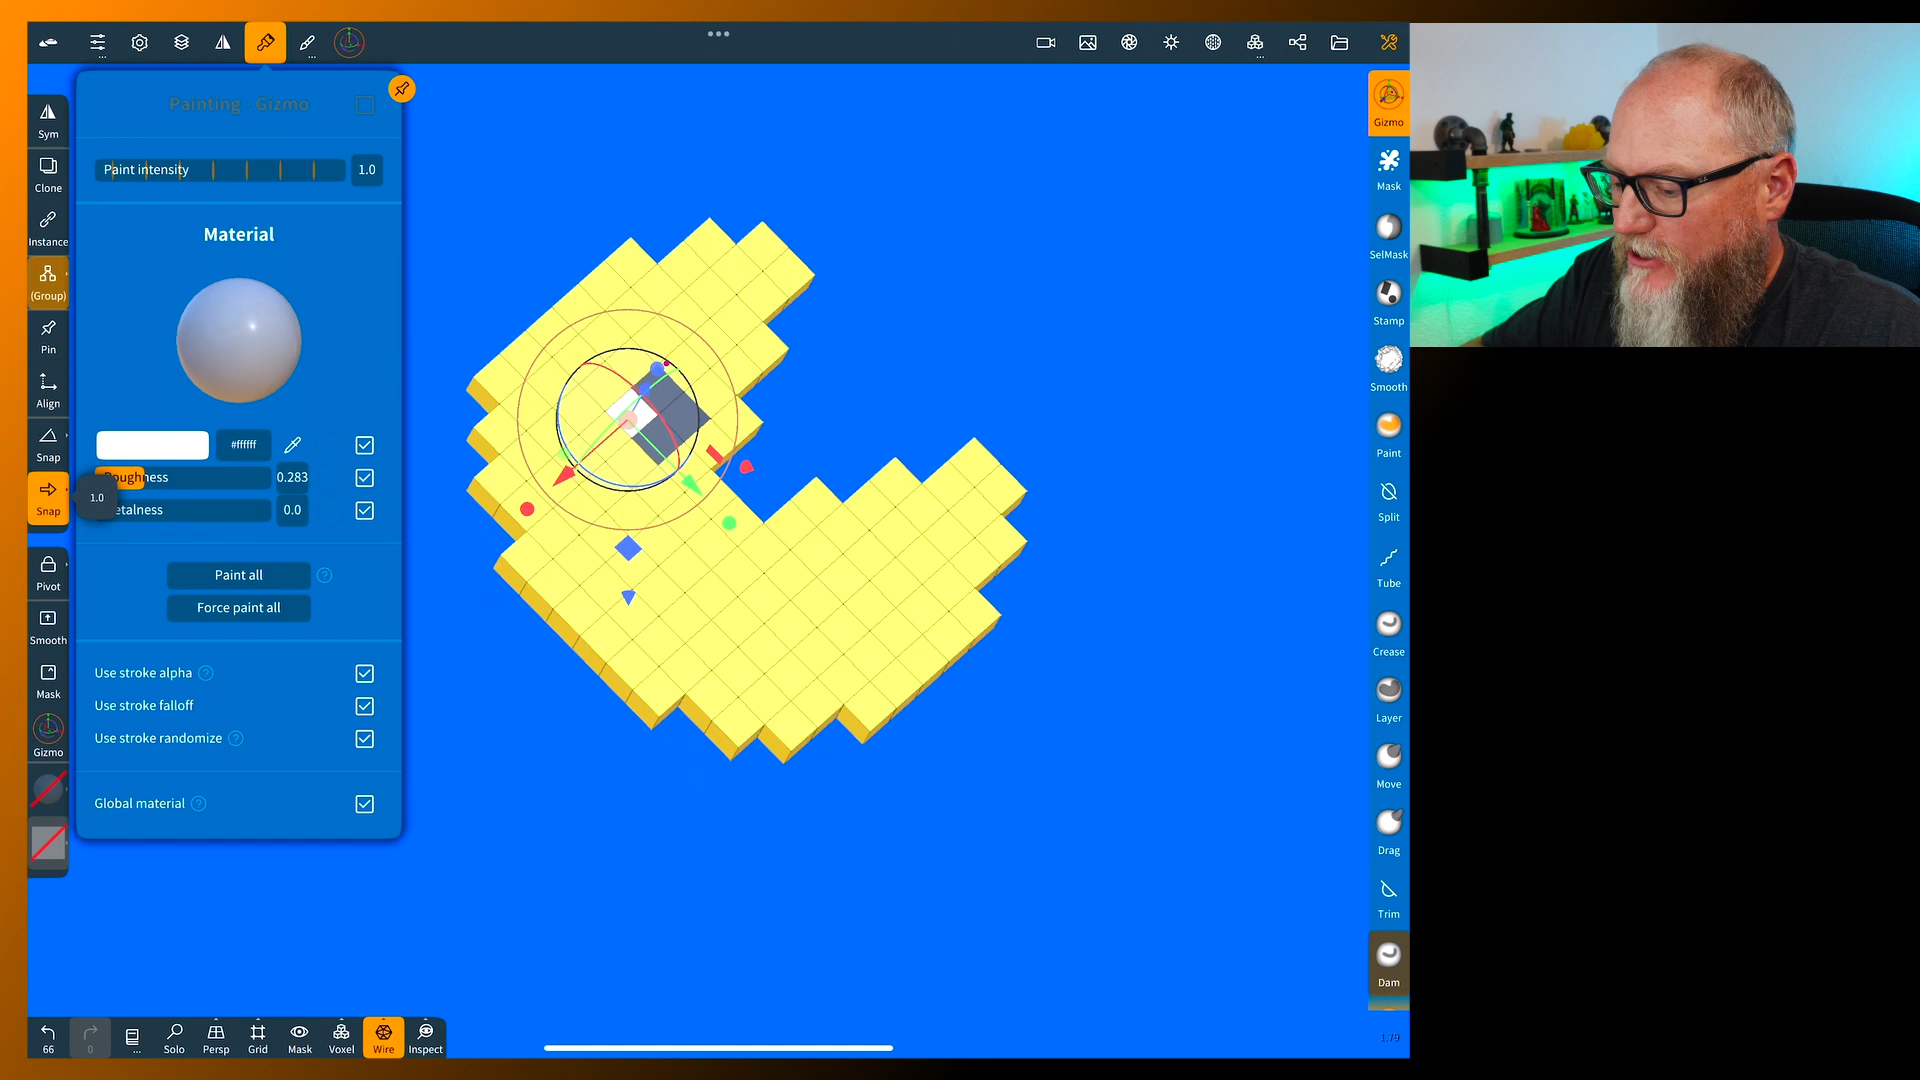 Painting - Gizmo
Paint intensity 1.0
Material
#ffffff
Roughness 0.283
etalness 0.0
Paint all
Force paint all
Use stroke alpha ?
Use stroke falloff
Use stroke randomize ?
Global material ?
Sym
Clone
Instance
(Group)
Pin
Align
Snap
Snap
1.0
Pivot
Smooth
Mask
Gizmo
Gizmo
Mask
SelMask
Stamp
Smooth
Paint
Split
Tube
Crease
Layer
Move
Drag
Trim
Dam
66
0
Solo
Persp
Grid
Mask
Voxel
Wire
Inspect
1.79